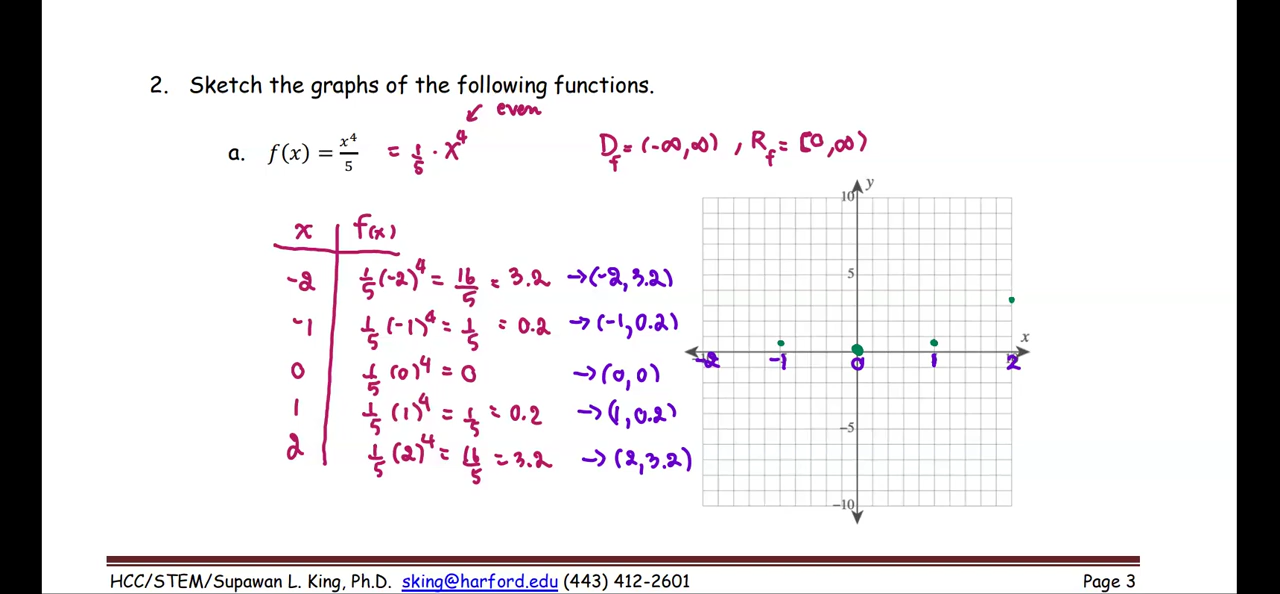 2. Sketch the graphs of the following functions.
even
a. f(x) = x⁴/5 = 1/5 · x⁴
D_f = (-∞,∞) , R_f = [0,∞)
x | f(x)
-2 | 1/5 (-2)⁴ = 16/5 = 3.2 → (-2, 3.2)
-1 | 1/5 (-1)⁴ = 1/5 = 0.2 → (-1, 0.2)
0 | 1/5 (0)⁴ = 0 → (0,0)
1 | 1/5 (1)⁴ = 1/5 = 0.2 → (1, 0.2)
2 | 1/5 (2)⁴ = 16/5 = 3.2 → (2, 3.2)
y
10
5
x
-2 -1 0 1 2
-5
-10
HCC/STEM/Supawan L. King, Ph.D. sking@harford.edu (443) 412-2601 Page 3